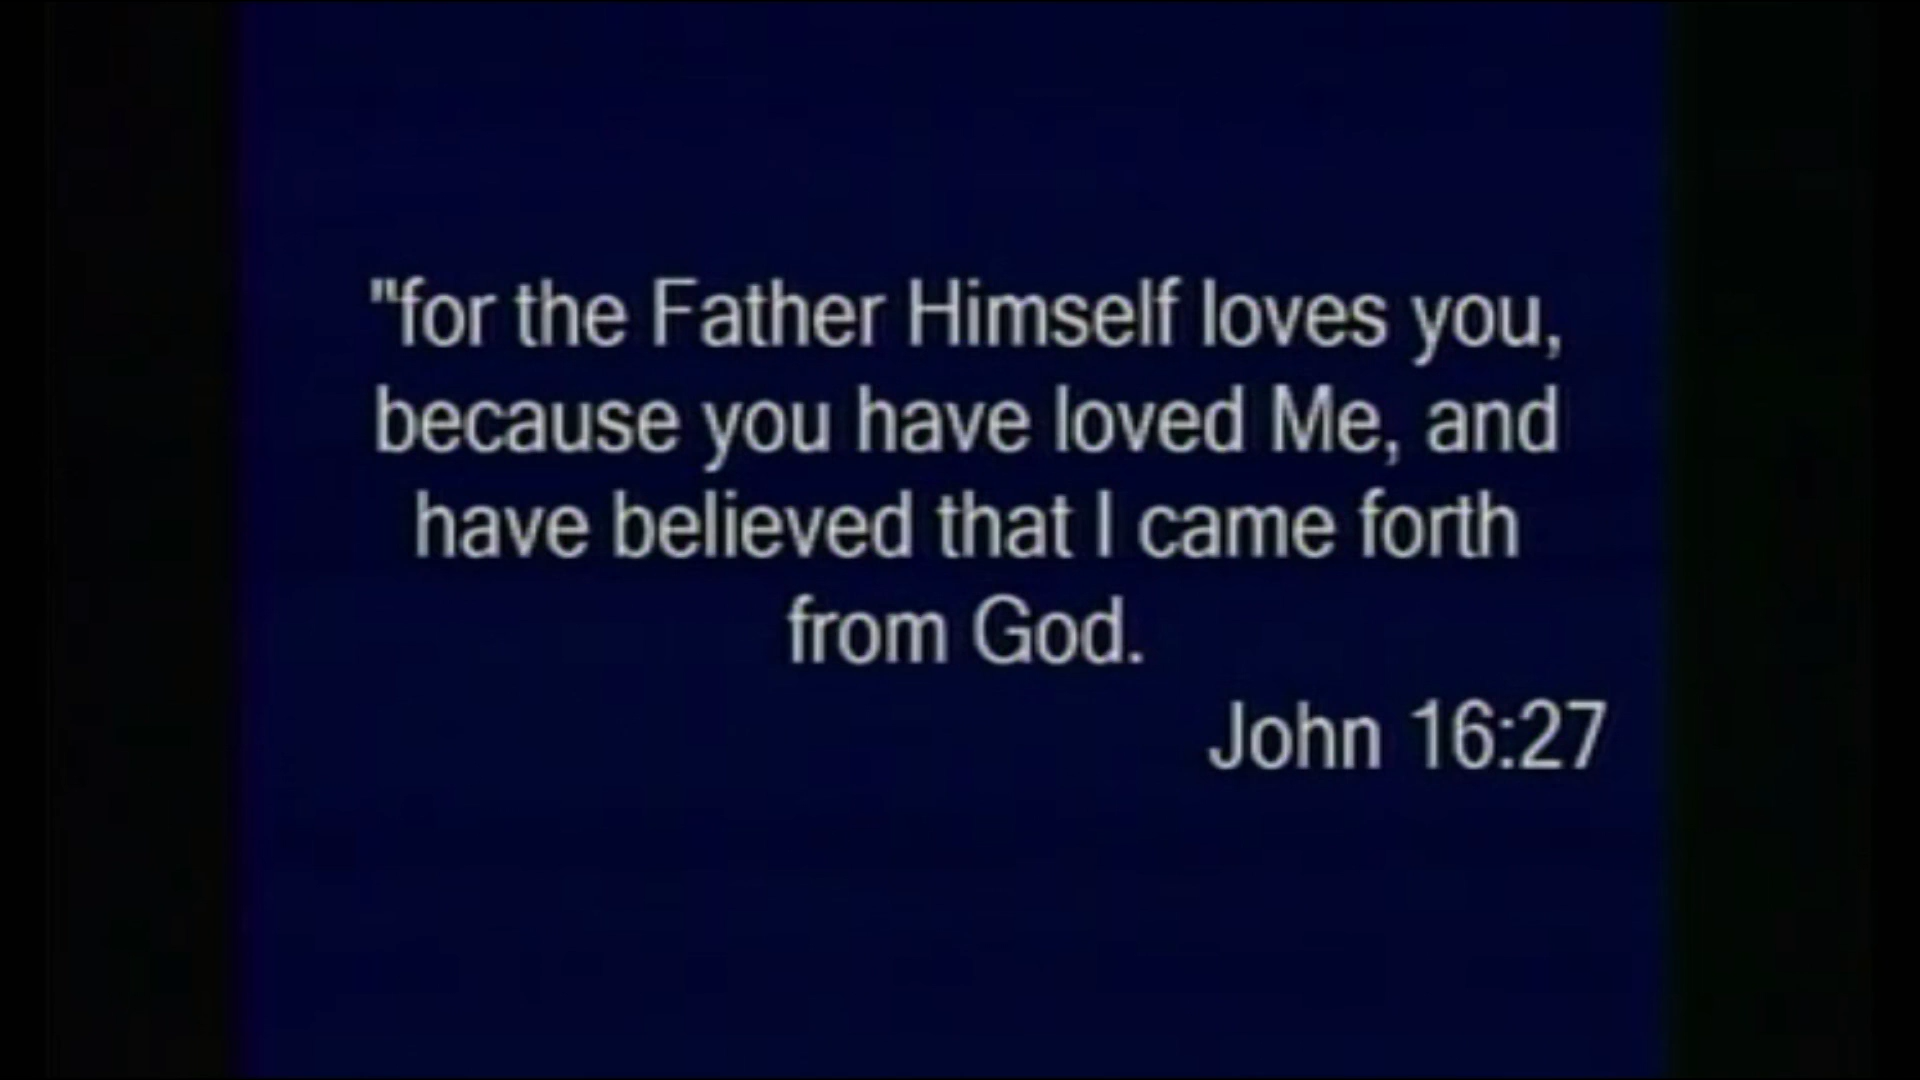 "for the Father Himself loves you,
because you have loved Me, and
have believed that I came forth
from God.
John 16:27